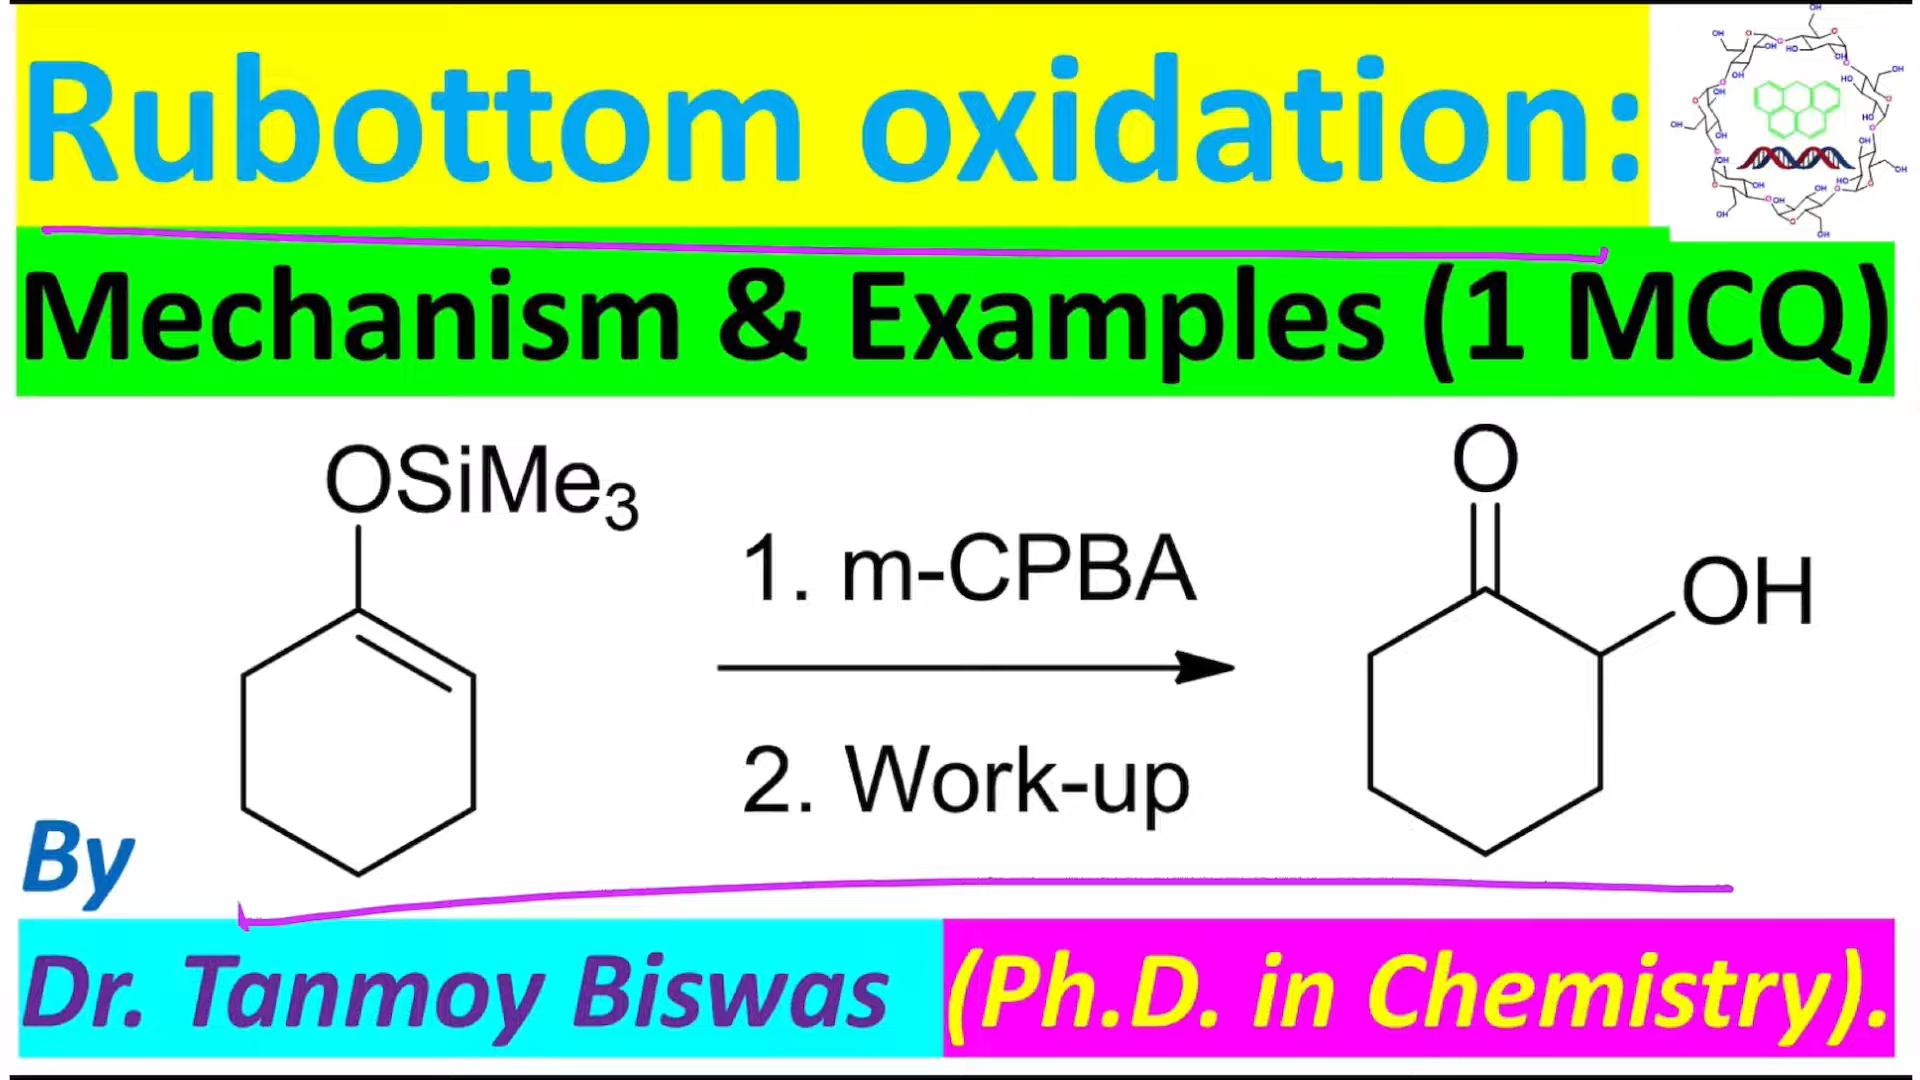 Rubottom oxidation:
Mechanism & Examples (1 MCQ)
OSiMe₃
1. m-CPBA
2. Work-up
O
OH
By
Dr. Tanmoy Biswas (Ph.D. in Chemistry).